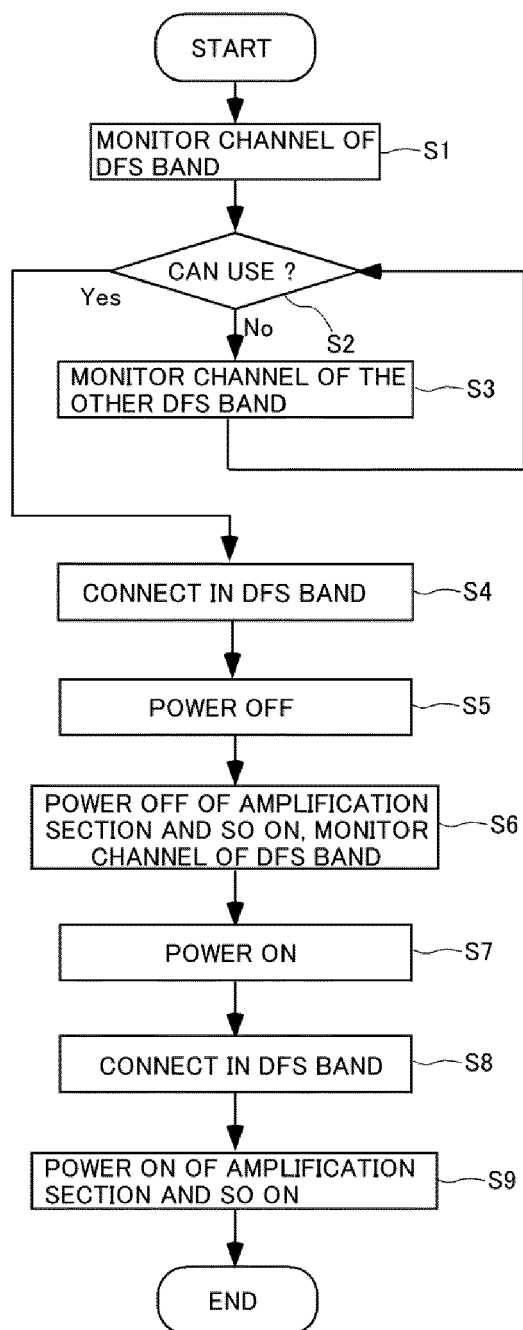 START
MONITOR CHANNEL OF
DFS BAND
S1
CAN USE ?
Yes
No
S2
MONITOR CHANNEL OF THE
OTHER DFS BAND
S3
CONNECT IN DFS BAND
S4
POWER OFF
S5
POWER OFF OF AMPLIFICATION
SECTION AND SO ON, MONITOR
CHANNEL OF DFS BAND
S6
POWER ON
S7
CONNECT IN DFS BAND
S8
POWER ON OF AMPLIFICATION
SECTION AND SO ON
S9
END